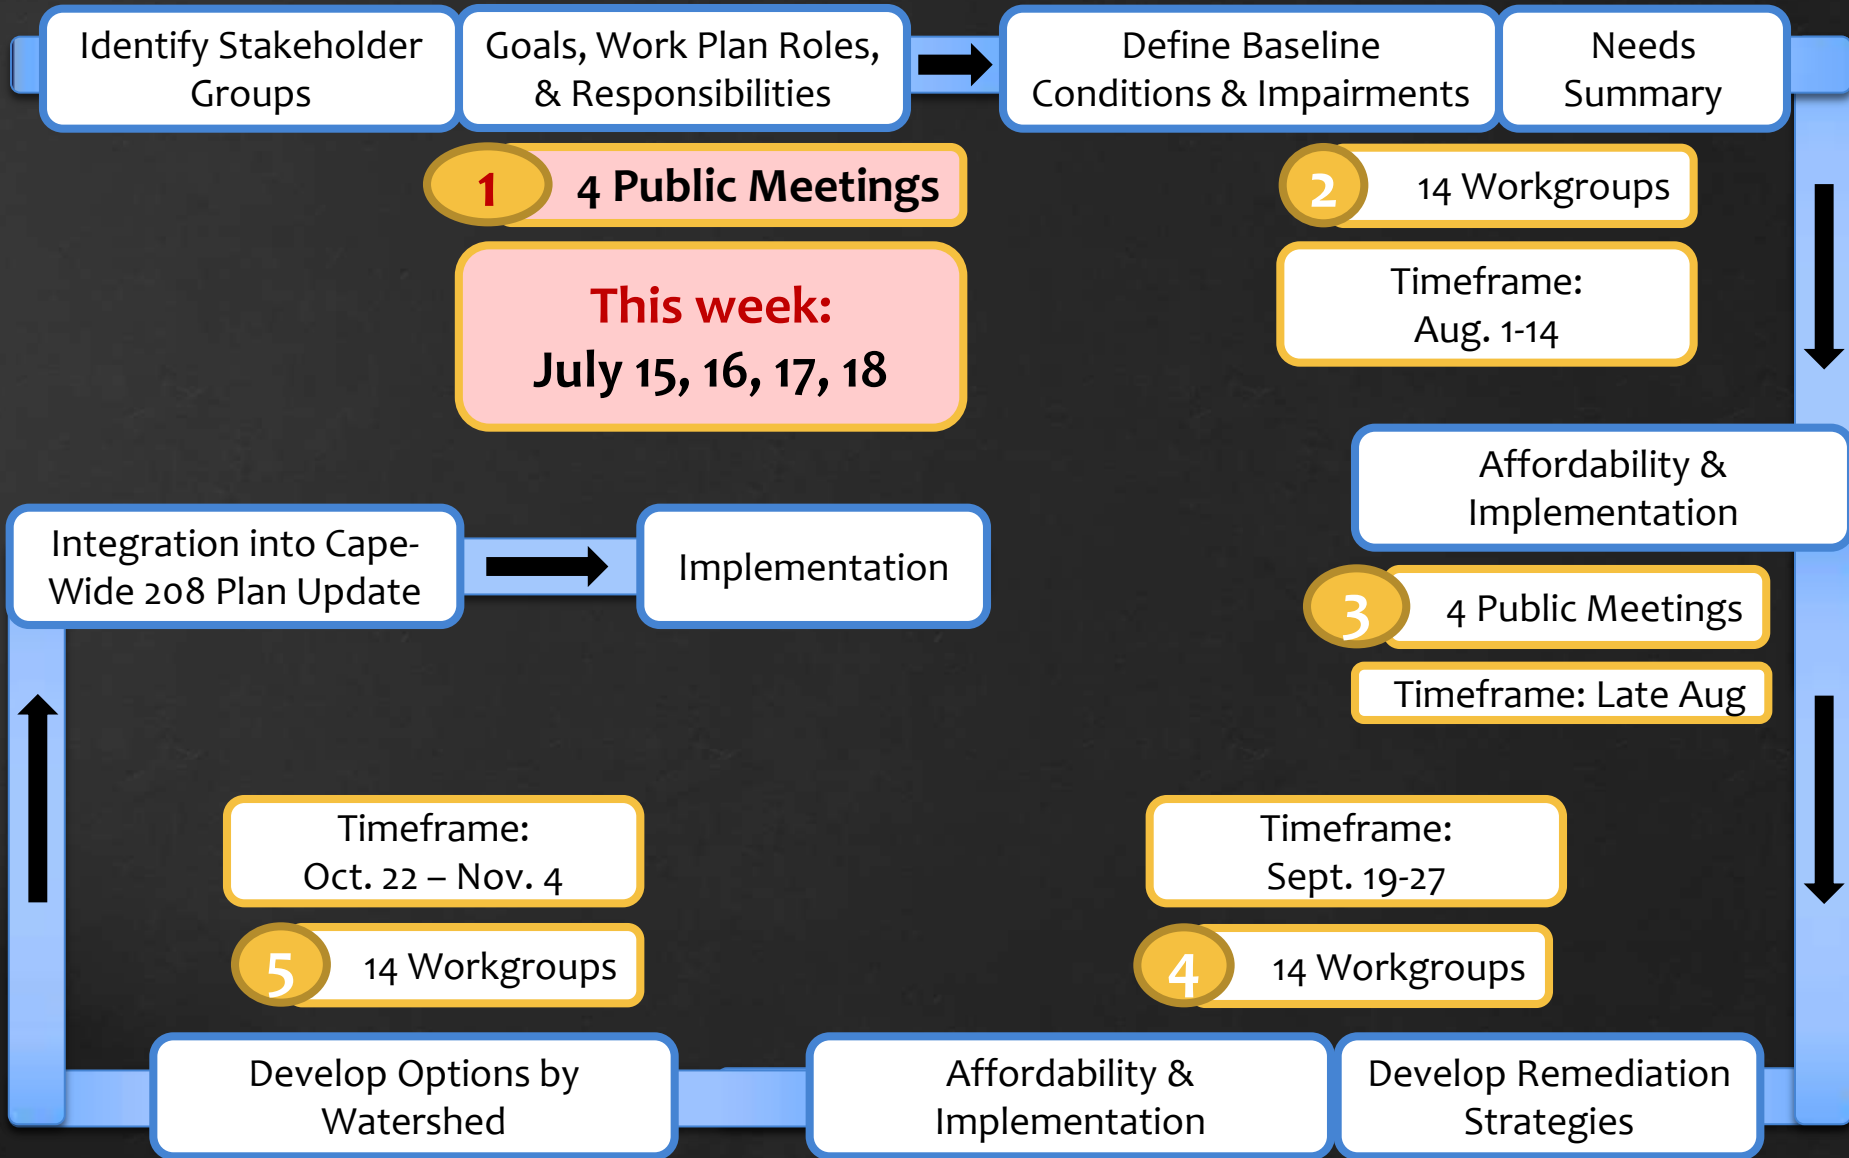 Identify Stakeholder
Groups
Goals, Work Plan Roles,
& Responsibilities
Define Baseline
Conditions & Impairments
Needs
Summary
1
4 Public Meetings
This week:
July 15, 16, 17, 18
2
14 Workgroups
Timeframe:
Aug. 1-14
Affordability &
Implementation
3
4 Public Meetings
Timeframe: Late Aug
Integration into Cape-
Wide 208 Plan Update
Implementation
Timeframe:
Oct. 22 – Nov. 4
5
14 Workgroups
Timeframe:
Sept. 19-27
4
14 Workgroups
Develop Options by
Watershed
Affordability &
Implementation
Develop Remediation
Strategies